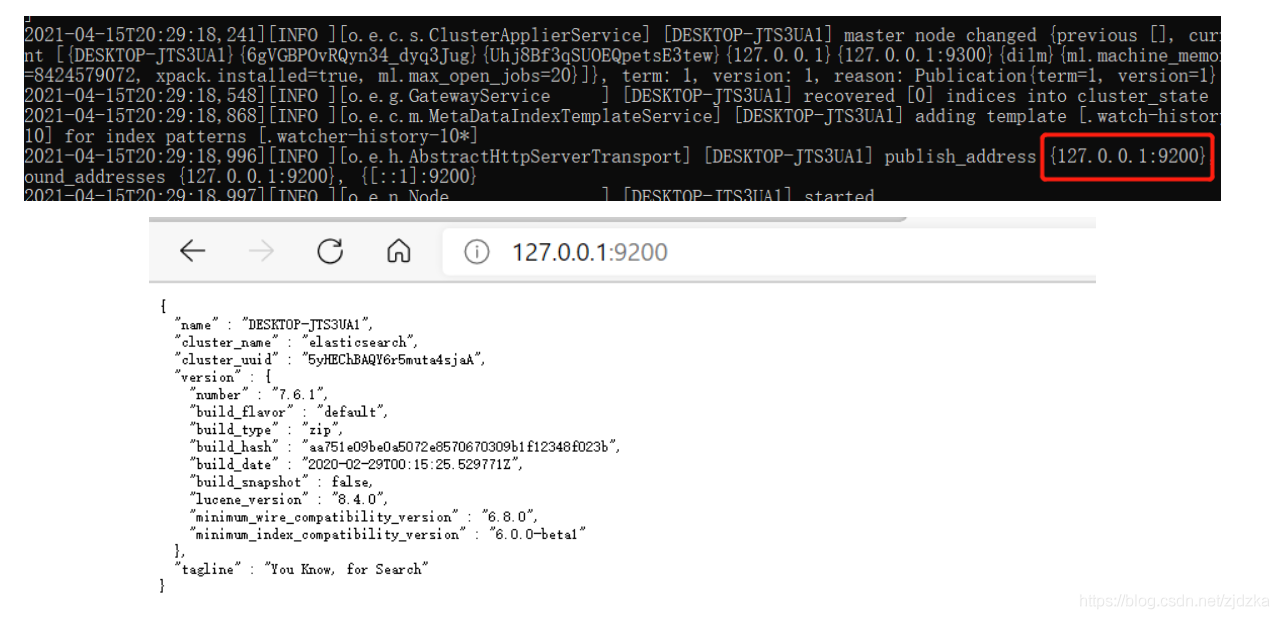 2021-04-15T20:29:18,241][INFO ][o.e.c.s.ClusterApplierService] [DESKTOP-JTS3UA1] master node changed {previous [], curr
nt [{DESKTOP-JTS3UA1}{6gVGBPOvRQyn34_dyq3Jug}{Uhj8Bf3qSUOEQpetsE3tew}{127.0.0.1}{127.0.0.1:9300}{dilm}{ml.machine_memo
=8424579072, xpack.installed=true, ml.max_open_jobs=20}]}, term: 1, version: 1, reason: Publication{term=1, version=1}
2021-04-15T20:29:18,548][INFO ][o.e.g.GatewayService     ] [DESKTOP-JTS3UA1] recovered [0] indices into cluster_state
2021-04-15T20:29:18,868][INFO ][o.e.c.m.MetaDataIndexTemplateService] [DESKTOP-JTS3UA1] adding template [.watch-histor
10] for index patterns [.watcher-history-10*]
2021-04-15T20:29:18,996][INFO ][o.e.h.AbstractHttpServerTransport] [DESKTOP-JTS3UA1] publish_address {127.0.0.1:9200}
ound_addresses {127.0.0.1:9200}, {[::1]:9200}
2021-04-15T20:29:18,997][INFO ][o.e.n.Node               ] [DESKTOP-JTS3UA1] started
127.0.0.1:9200
{
"name" : "DESKTOP-JTS3UA1",
"cluster_name" : "elasticsearch",
"cluster_uuid" : "5yHEChBAQY6r5muta4sjaA",
"version" : {
"number" : "7.6.1",
"build_flavor" : "default",
"build_type" : "zip",
"build_hash" : "aa751e09be0a5072e8570670309b1f12348f023b",
"build_date" : "2020-02-29T00:15:25.529771Z",
"build_snapshot" : false,
"lucene_version" : "8.4.0",
"minimum_wire_compatibility_version" : "6.8.0",
"minimum_index_compatibility_version" : "6.0.0-beta1"
},
"tagline" : "You Know, for Search"
}
https://blog.csdn.net/zjdzka